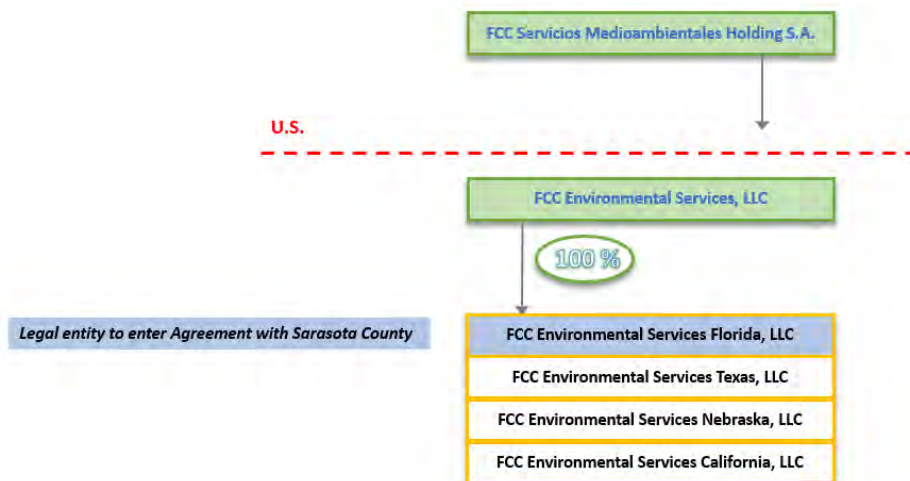 FCC Servicios Medioambientales Holding S.A.
U.S.
FCC Environmental Services, LLC
100 %
Legal entity to enter Agreement with Sarasota County
FCC Environmental Services Florida, LLC
FCC Environmental Services Texas, LLC
FCC Environmental Services Nebraska, LLC
FCC Environmental Services California, LLC